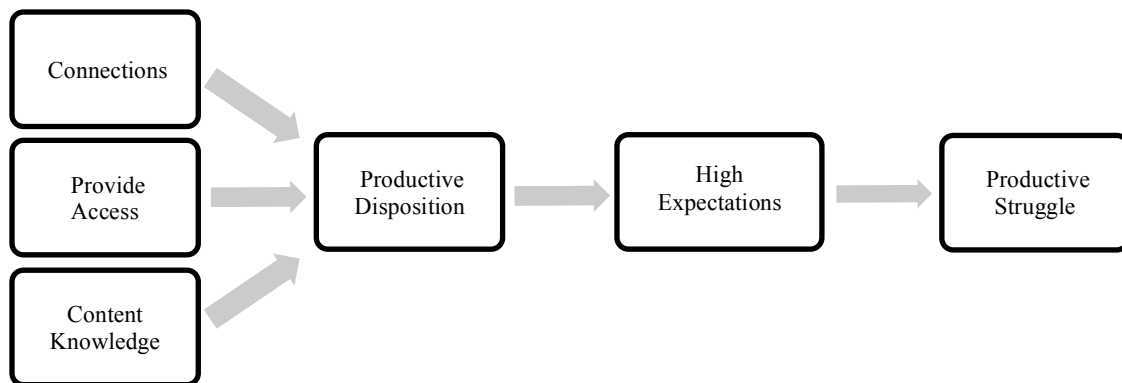 Connections
Provide
Access
Content
Knowledge
Productive
Disposition
High
Expectations
Productive
Struggle